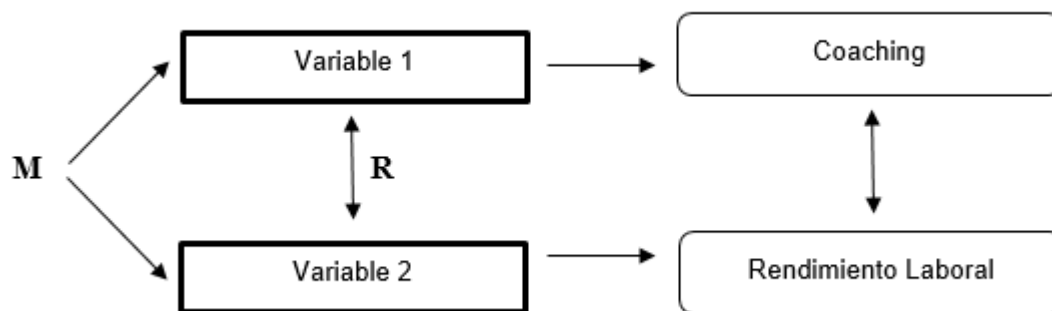 Variable 1
Coaching
M
R
Variable 2
Rendimiento Laboral